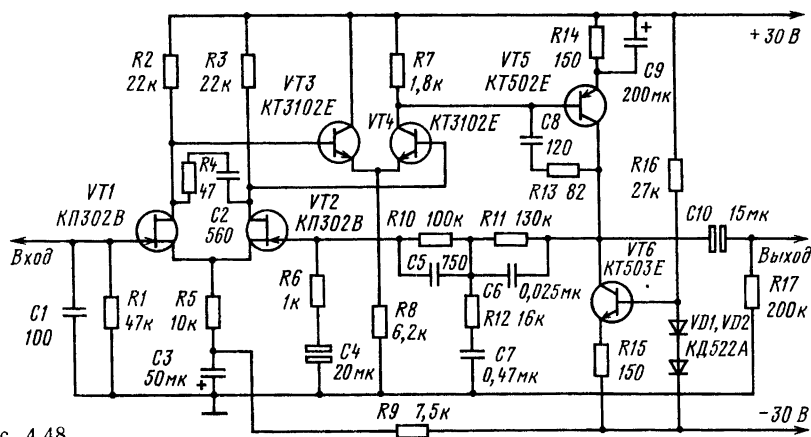 R2
22к
R3
22к
VT3
КТ3102Е
R7
1,8к
VT4
КТ3102Е
R14
150
VT5
КТ502Е
+
C9
200мк
+30 В
C8
120
R13 82
R16
27к
R4
47
C2
560
VT1
КП302В
VT2
КП302В
Вход
R10 100к
R11 130к
C5 750
C6
0,025мк
C10 15мк
Выход
R17
200к
VT6
КТ503Е
C1
100
R1
47к
R5
10к
R6
1к
C4
20мк
R8
6,2к
R12 16к
C7
0,47мк
R15
150
VD1, VD2
КД522А
C3
50мк
+
R9 7,5к
-30 В
с. 4.48